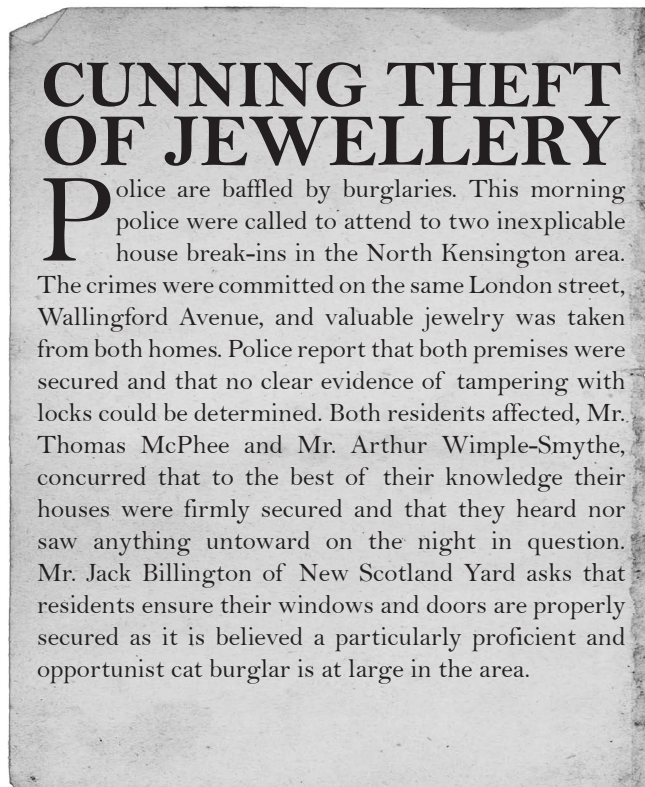 CUNNING THEFT
OF JEWELLERY
Police are baffled by burglaries. This morning
police were called to attend to two inexplicable
house break-ins in the North Kensington area.
The crimes were committed on the same London street,
Wallingford Avenue, and valuable jewelry was taken
from both homes. Police report that both premises were
secured and that no clear evidence of tampering with
locks could be determined. Both residents affected, Mr.
Thomas McPhee and Mr. Arthur Wimple-Smythe,
concurred that to the best of their knowledge their
houses were firmly secured and that they heard nor
saw anything untoward on the night in question.
Mr. Jack Billington of New Scotland Yard asks that
residents ensure their windows and doors are properly
secured as it is believed a particularly proficient and
opportunist cat burglar is at large in the area.